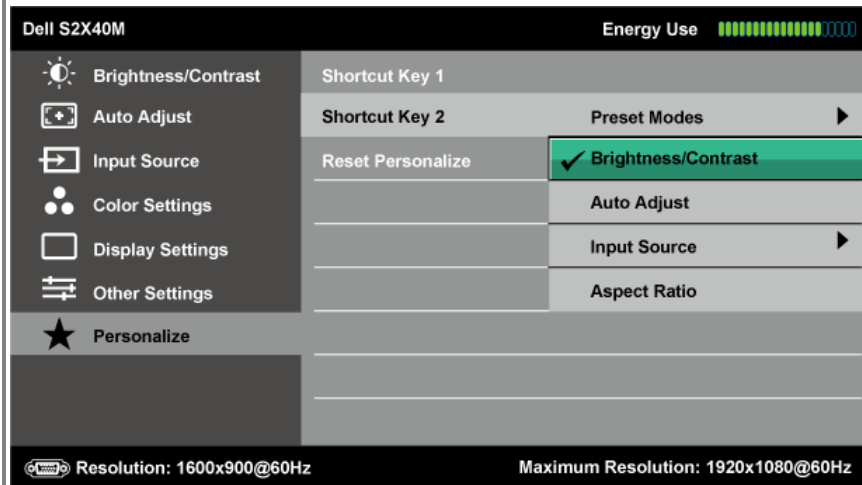 Dell S2X40M Energy Use
Brightness/Contrast Shortcut Key 1
Auto Adjust Shortcut Key 2 Preset Modes
Input Source Reset Personalize Brightness/Contrast
Color Settings Auto Adjust
Display Settings Input Source
Other Settings Aspect Ratio
Personalize
Resolution: 1600x900@60Hz Maximum Resolution: 1920x1080@60Hz